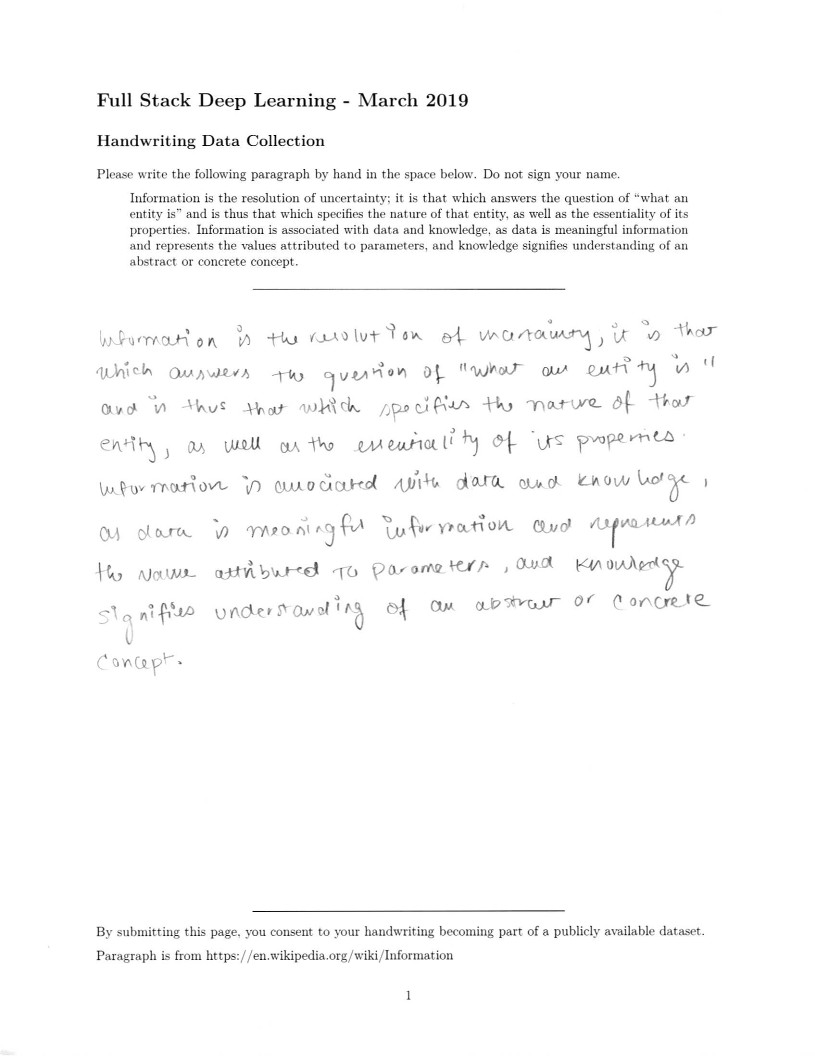 Full Stack Deep Learning - March 2019
Handwriting Data Collection
Please write the following paragraph by hand in the space below. Do not sign your name.
Information is the resolution of uncertainty; it is that which answers the question of “what an
entity is” and is thus that which specifies the nature of that entity, as well as the essentiality of its
properties. Information is associated with data and knowledge, as data is meaningful information
and represents the values attributed to parameters, and knowledge signifies understanding of an
abstract or concrete concept.
Information is the resolution of uncertainty, it is that
which answers the question of "what an entity is"
and is thus that which specifies the nature of that
entity, as well as the essentiality of its properties.
Information is associated with data and knowledge,
as data is meaningful information and represents
the value attributed to parameters, and knowledge
signifies understanding of an abstract or concrete
concept.
By submitting this page, you consent to your handwriting becoming part of a publicly available dataset.
Paragraph is from https://en.wikipedia.org/wiki/Information
1